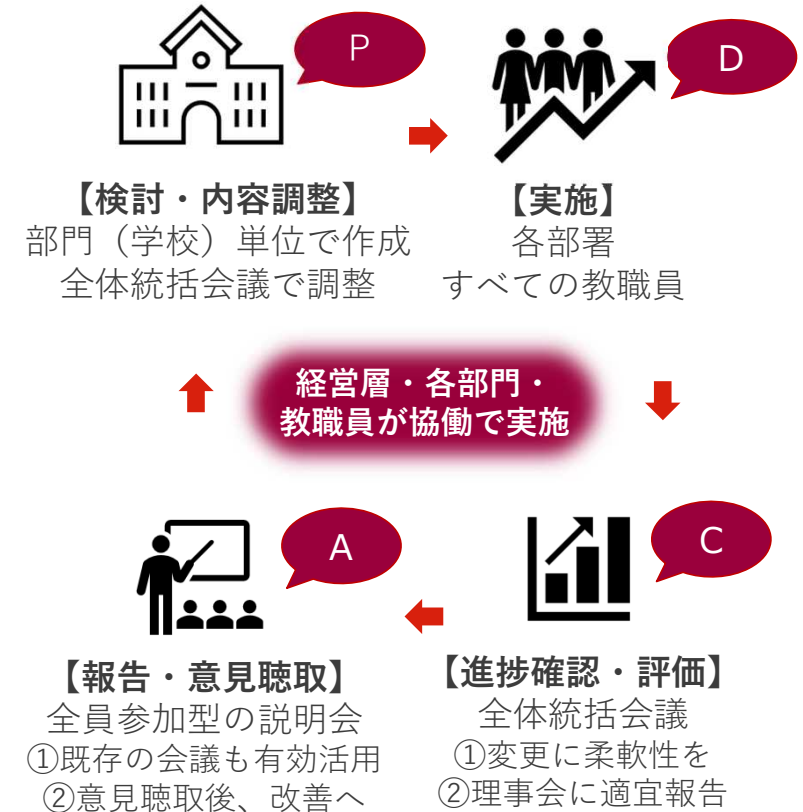 P
【検討・内容調整】
部門（学校）単位で作成
全体統括会議で調整
D
【実施】
各部署
すべての教職員
経営層・各部門・
教職員が協働で実施
C
【進捗確認・評価】
全体統括会議
①変更に柔軟性を
②理事会に適宜報告
A
【報告・意見聴取】
全員参加型の説明会
①既存の会議も有効活用
②意見聴取後、改善へ